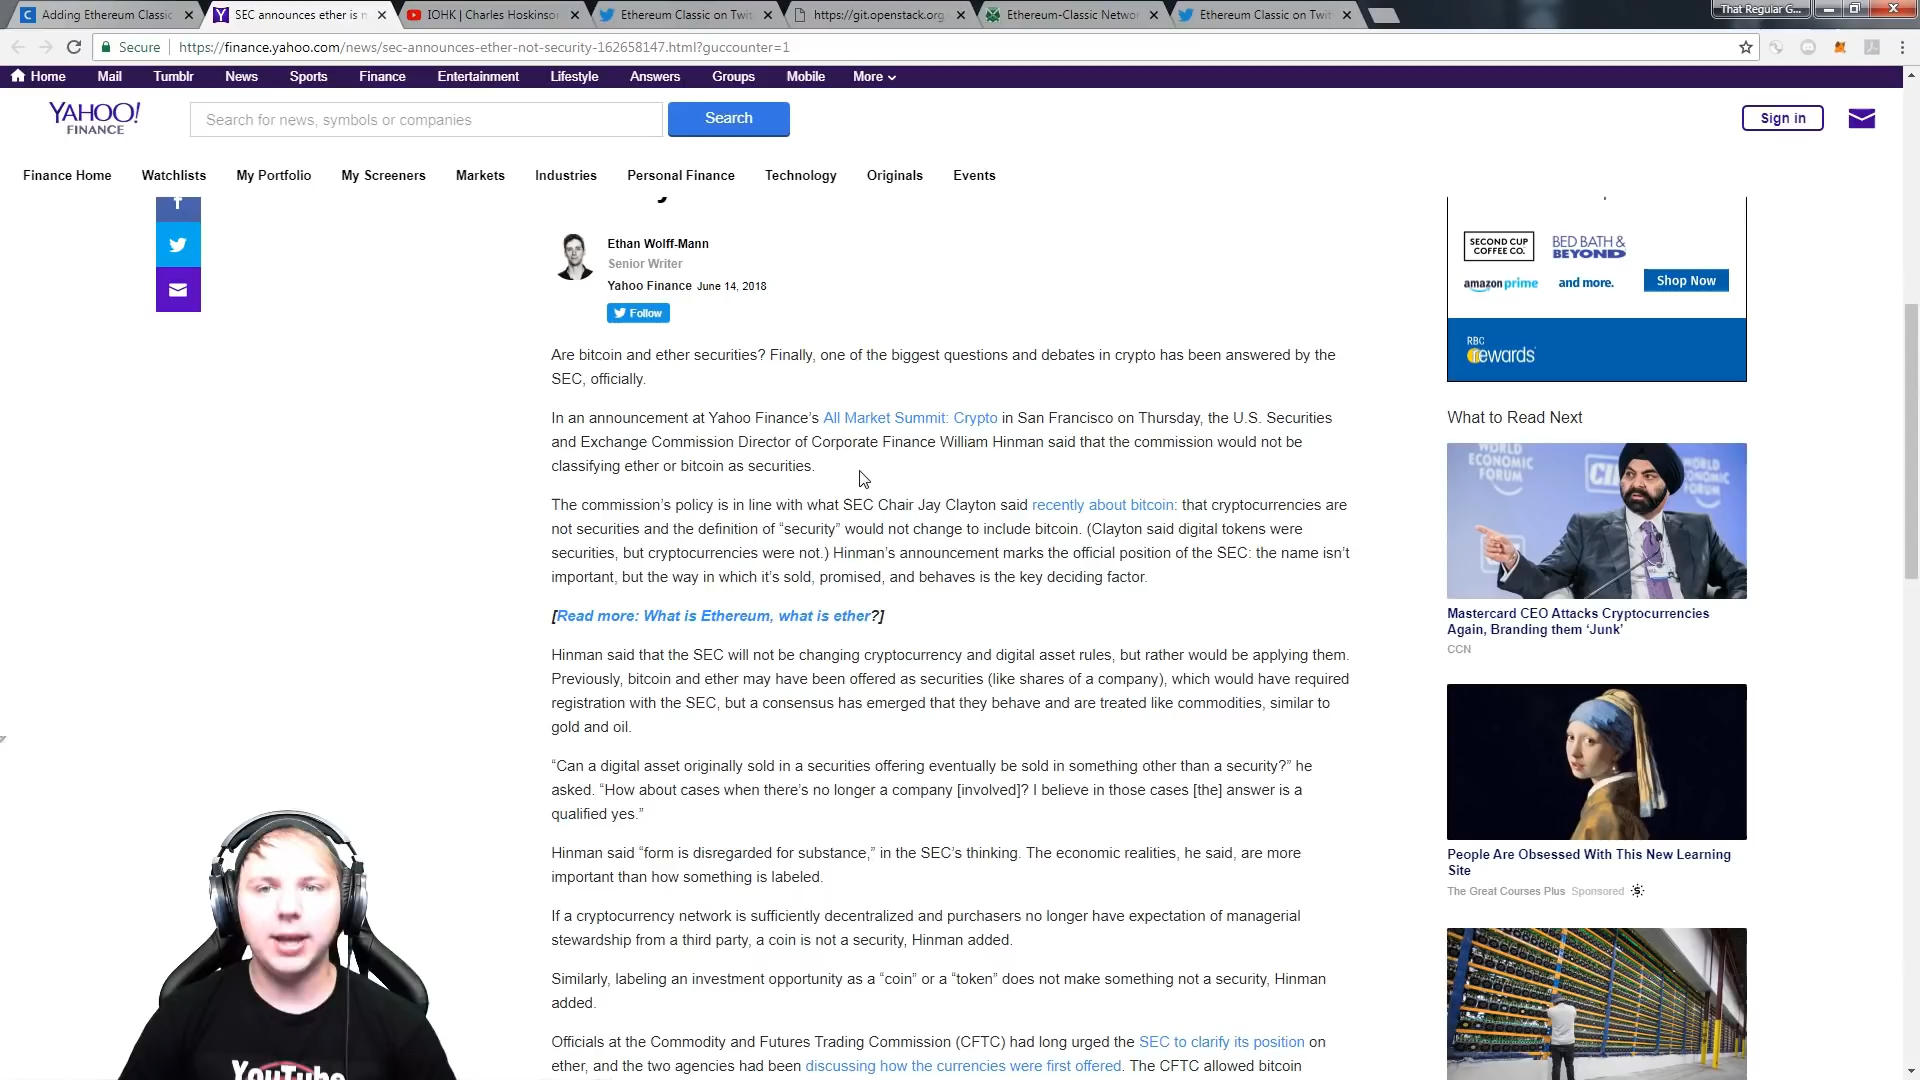 Adding Ethereum Classic
SEC announces ether is n
IOHK | Charles Hoskinso
Ethereum Classic on Twit
https://git.openstack.org
Ethereum-Classic Networ
Ethereum Classic on Twit
That Regular G...
Secure
https://finance.yahoo.com/news/sec-announces-ether-not-security-162658147.html?guccounter=1
Home
Mail
Tumblr
News
Sports
Finance
Entertainment
Lifestyle
Answers
Groups
Mobile
More
YAHOO!
FINANCE
Search for news, symbols or companies
Search
Sign in
Finance Home
Watchlists
My Portfolio
My Screeners
Markets
Industries
Personal Finance
Technology
Originals
Events
Ethan Wolff-Mann
Senior Writer
Yahoo Finance June 14, 2018
Follow
Are bitcoin and ether securities? Finally, one of the biggest questions and debates in crypto has been answered by the
SEC, officially.
In an announcement at Yahoo Finance’s All Market Summit: Crypto in San Francisco on Thursday, the U.S. Securities
and Exchange Commission Director of Corporate Finance William Hinman said that the commission would not be
classifying ether or bitcoin as securities.
The commission’s policy is in line with what SEC Chair Jay Clayton said recently about bitcoin: that cryptocurrencies are
not securities and the definition of “security” would not change to include bitcoin. (Clayton said digital tokens were
securities, but cryptocurrencies were not.) Hinman’s announcement marks the official position of the SEC: the name isn’t
important, but the way in which it’s sold, promised, and behaves is the key deciding factor.
[Read more: What is Ethereum, what is ether?]
Hinman said that the SEC will not be changing cryptocurrency and digital asset rules, but rather would be applying them.
Previously, bitcoin and ether may have been offered as securities (like shares of a company), which would have required
registration with the SEC, but a consensus has emerged that they behave and are treated like commodities, similar to
gold and oil.
“Can a digital asset originally sold in a securities offering eventually be sold in something other than a security?” he
asked. “How about cases when there’s no longer a company [involved]? I believe in those cases [the] answer is a
qualified yes.”
Hinman said “form is disregarded for substance,” in the SEC’s thinking. The economic realities, he said, are more
important than how something is labeled.
If a cryptocurrency network is sufficiently decentralized and purchasers no longer have expectation of managerial
stewardship from a third party, a coin is not a security, Hinman added.
Similarly, labeling an investment opportunity as a “coin” or a “token” does not make something not a security, Hinman
added.
Officials at the Commodity and Futures Trading Commission (CFTC) had long urged the SEC to clarify its position on
ether, and the two agencies had been discussing how the currencies were first offered. The CFTC allowed bitcoin
SECOND CUP
COFFEE CO.
BED BATH &
BEYOND
amazon prime
and more.
Shop Now
RBC
rewards
What to Read Next
WORLD
ECONOMIC
FORUM
Mastercard CEO Attacks Cryptocurrencies
Again, Branding them ‘Junk’
CCN
People Are Obsessed With This New Learning
Site
The Great Courses Plus Sponsored
YouTube